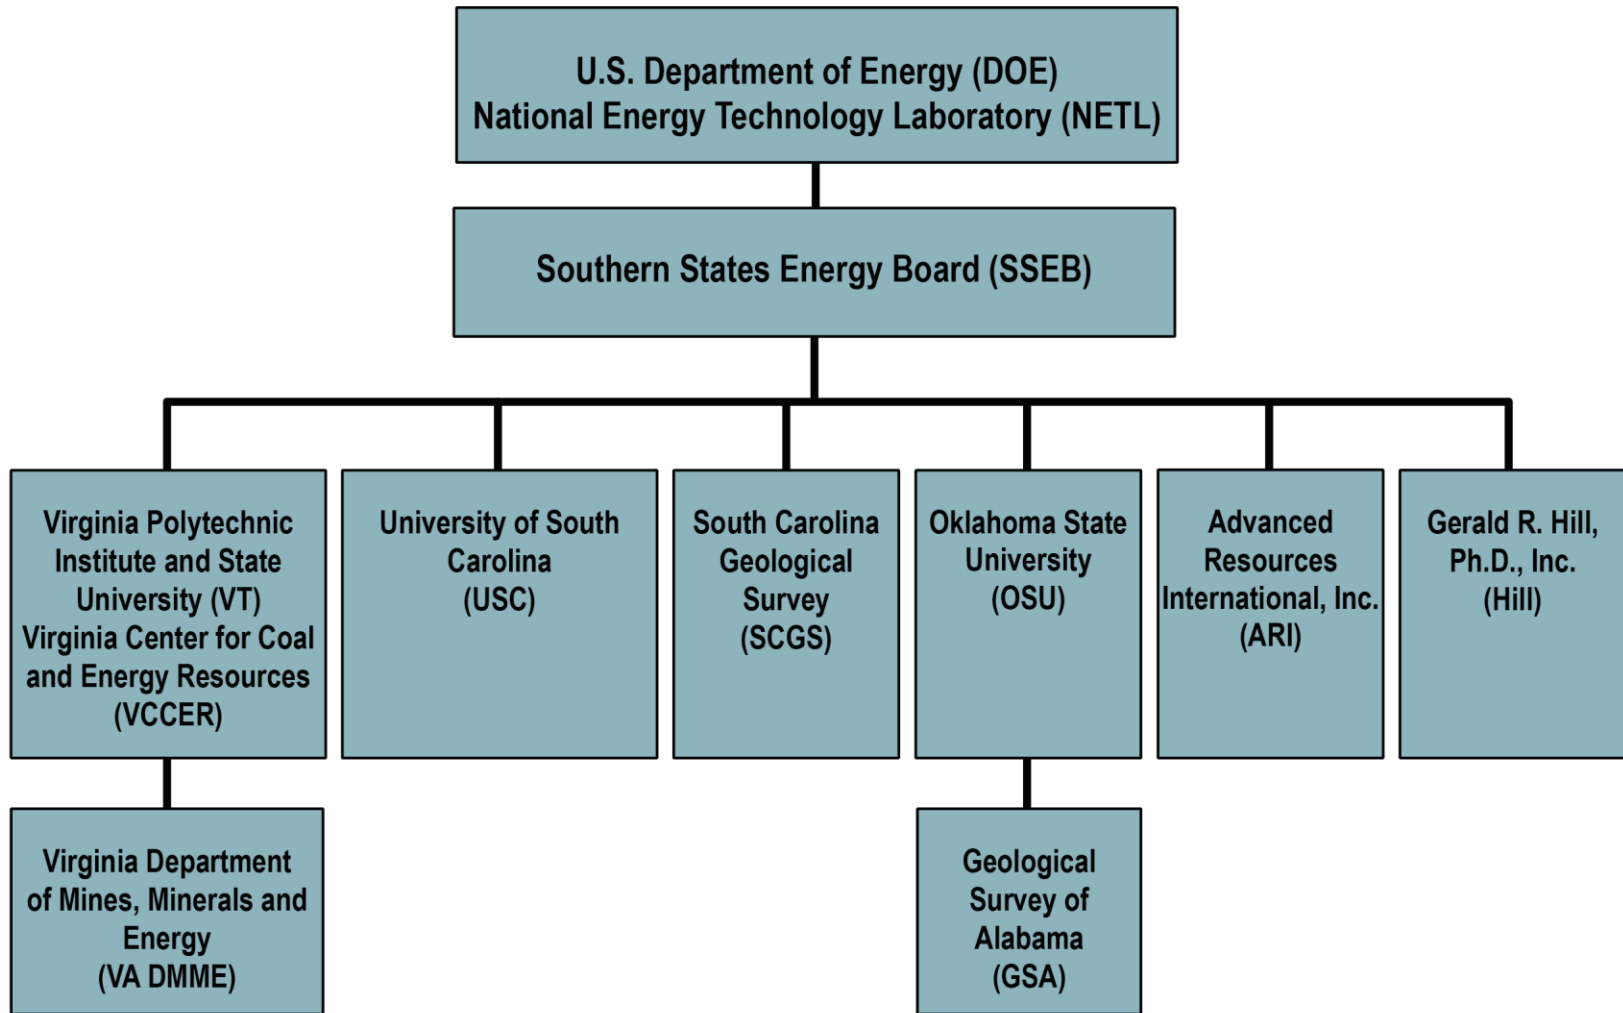 U.S. Department of Energy (DOE)
National Energy Technology Laboratory (NETL)
Southern States Energy Board (SSEB)
Virginia Polytechnic
Institute and State
University (VT)
Virginia Center for Coal
and Energy Resources
(VCCER)
University of South
Carolina
(USC)
South Carolina
Geological
Survey
(SCGS)
Oklahoma State
University
(OSU)
Advanced
Resources
International, Inc.
(ARI)
Gerald R. Hill,
Ph.D., Inc.
(Hill)
Virginia Department
of Mines, Minerals and
Energy
(VA DMME)
Geological
Survey of
Alabama
(GSA)